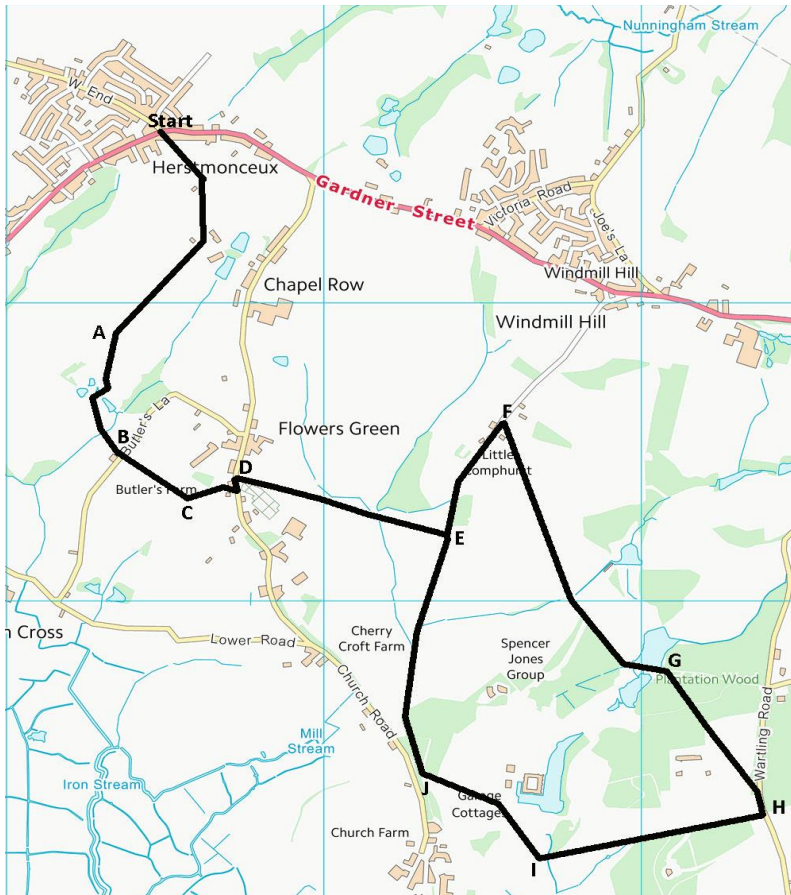 Nunningham Stream
W End
Start
Herstmonceux
Gardner Street
Victoria Road
Joe's La
Windmill Hill
Chapel Row
Windmill Hill
A
F
Butler's La
B
Flowers Green
Little
Comphurst
D
Butler's Farm
C
E
n Cross
Lower Road
Cherry
Croft Farm
Spencer
Jones
Group
G
Plantation Wood
Church Road
Wartling Road
Mill
Stream
Iron Stream
J
Garage
Cottages
H
Church Farm
I